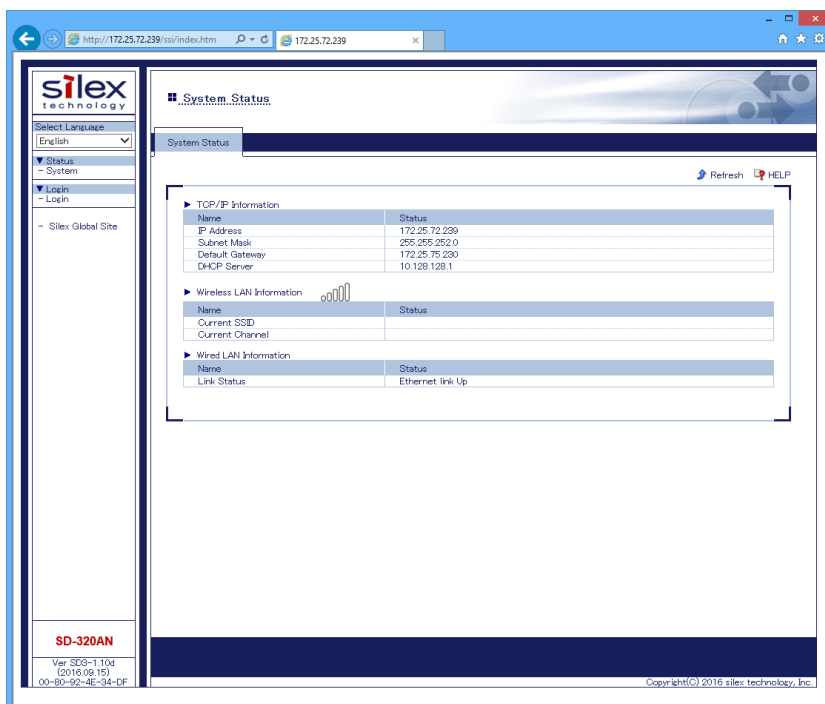 http://172.25.72.239/ssi/index.htm
172.25.72.239
silex
technology
Select Language
English
▼ Status
- System
▼ Login
- Login
- Silex Global Site
SD-320AN
Ver SD3-1.10d
(2016.09.15)
00-80-92-4E-34-DF
System Status
System Status
Refresh HELP
▶ TCP/IP Information
Name Status
IP Address 172.25.72.239
Subnet Mask 255.255.252.0
Default Gateway 172.25.75.230
DHCP Server 10.128.128.1
▶ Wireless LAN Information
Name Status
Current SSID
Current Channel
▶ Wired LAN Information
Name Status
Link Status Ethernet link Up
Copyright(C) 2016 silex technology, Inc.